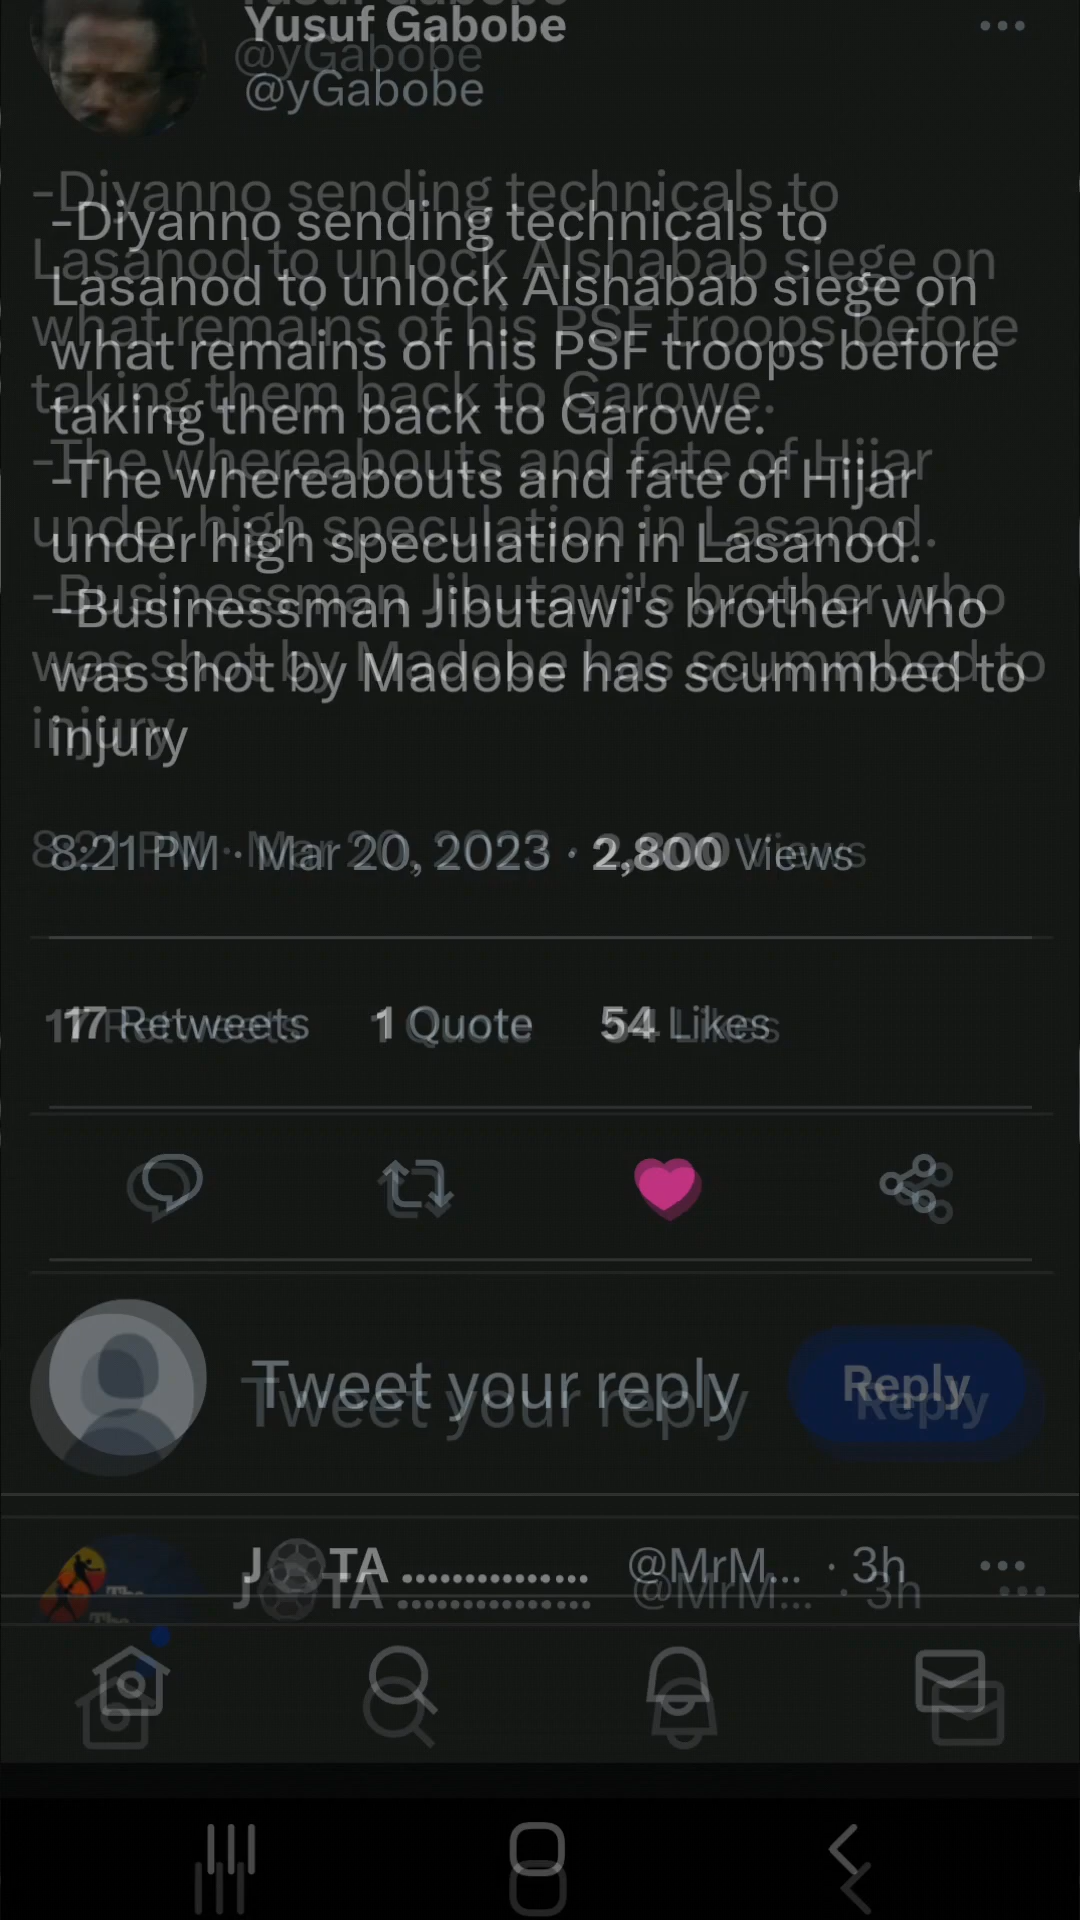 Yusuf Gabobe
@yGabobe
-Diyanno sending technicals to
Lasanod to unlock Alshabab siege on
what remains of his PSF troops before
taking them back to Garowe.
-The whereabouts and fate of Hijar
under high speculation in Lasanod.
-Businessman Jibutawi's brother who
was shot by Madobe has scummbed to
injury
8:21 PM · Mar 20, 2023 · 2,800 Views
17 Retweets 1 Quote 54 Likes
Tweet your reply
Reply
J⚽TA ............... @MrM... · 3h
The